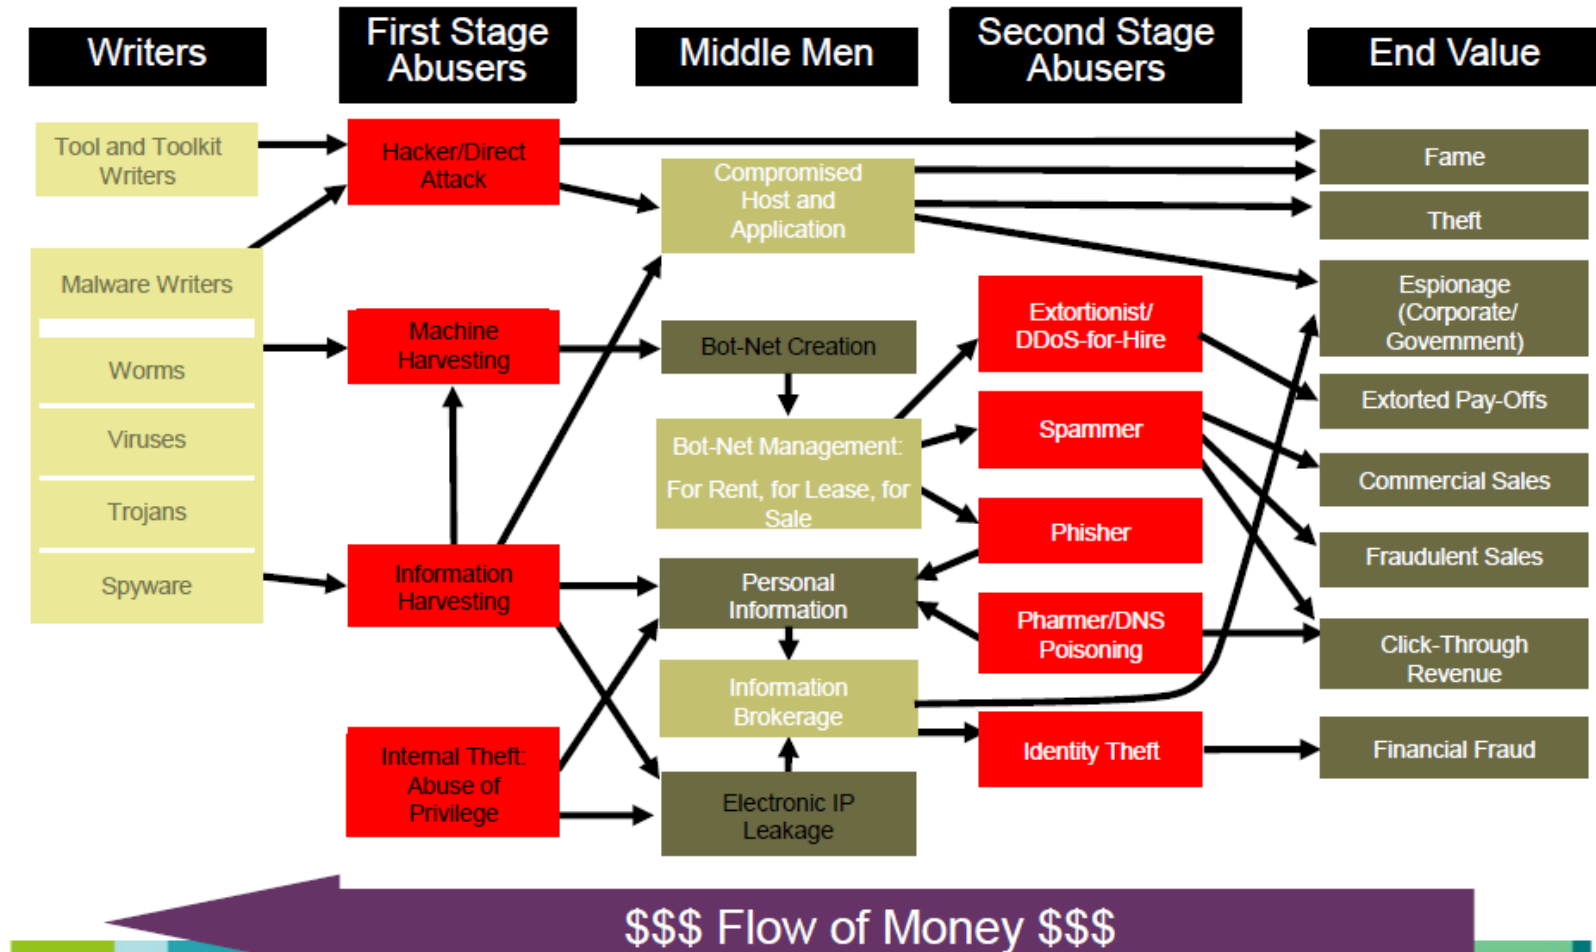 Writers
First Stage
Abusers
Middle Men
Second Stage
Abusers
End Value
Tool and Toolkit
Writers
Malware Writers
Worms
Viruses
Trojans
Spyware
Hacker/Direct
Attack
Machine
Harvesting
Information
Harvesting
Internal Theft:
Abuse of
Privilege
Compromised
Host and
Application
Bot-Net Creation
Bot-Net Management:
For Rent, for Lease, for
Sale
Personal
Information
Information
Brokerage
Electronic IP
Leakage
Extortionist/
DDoS-for-Hire
Spammer
Phisher
Pharmer/DNS
Poisoning
Identity Theft
Fame
Theft
Espionage
(Corporate/
Government)
Extorted Pay-Offs
Commercial Sales
Fraudulent Sales
Click-Through
Revenue
Financial Fraud
$$$ Flow of Money $$$